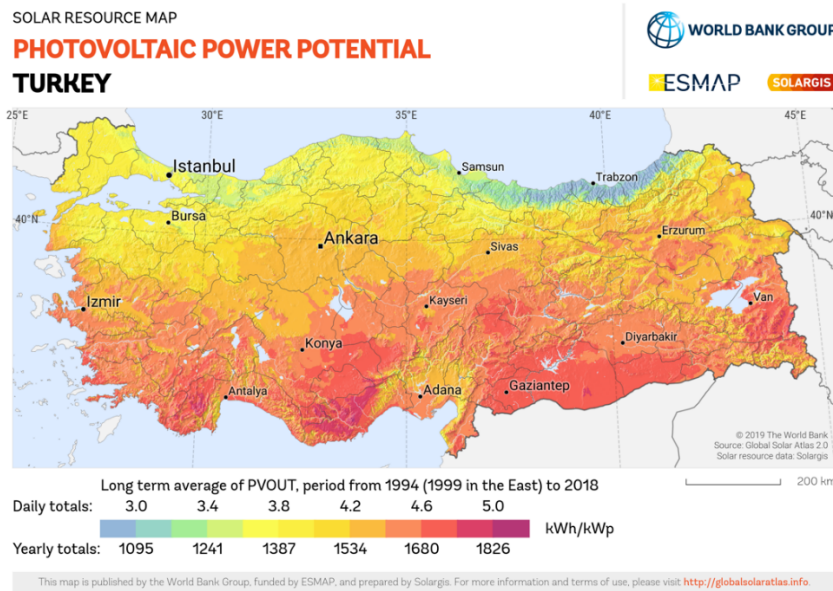 SOLAR RESOURCE MAP
PHOTOVOLTAIC POWER POTENTIAL
TURKEY
WORLD BANK GROUP
ESMAP
SOLARGIS
25°E 30°E 35°E 40°E 45°E
Istanbul
Samsun
Trabzon
40°N
Bursa
40°N
Ankara
Erzurum
Sivas
Izmir
Kayseri
Van
Konya
Diyarbakir
Antalya
Adana
Gaziantep
© 2019 The World Bank
Source: Global Solar Atlas 2.0
Solar resource data: Solargis
200 km
Long term average of PVOUT, period from 1994 (1999 in the East) to 2018
Daily totals: 3.0 3.4 3.8 4.2 4.6 5.0
kWh/kWp
Yearly totals: 1095 1241 1387 1534 1680 1826
This map is published by the World Bank Group, funded by ESMAP, and prepared by Solargis. For more information and terms of use, please visit http://globalsolaratlas.info.